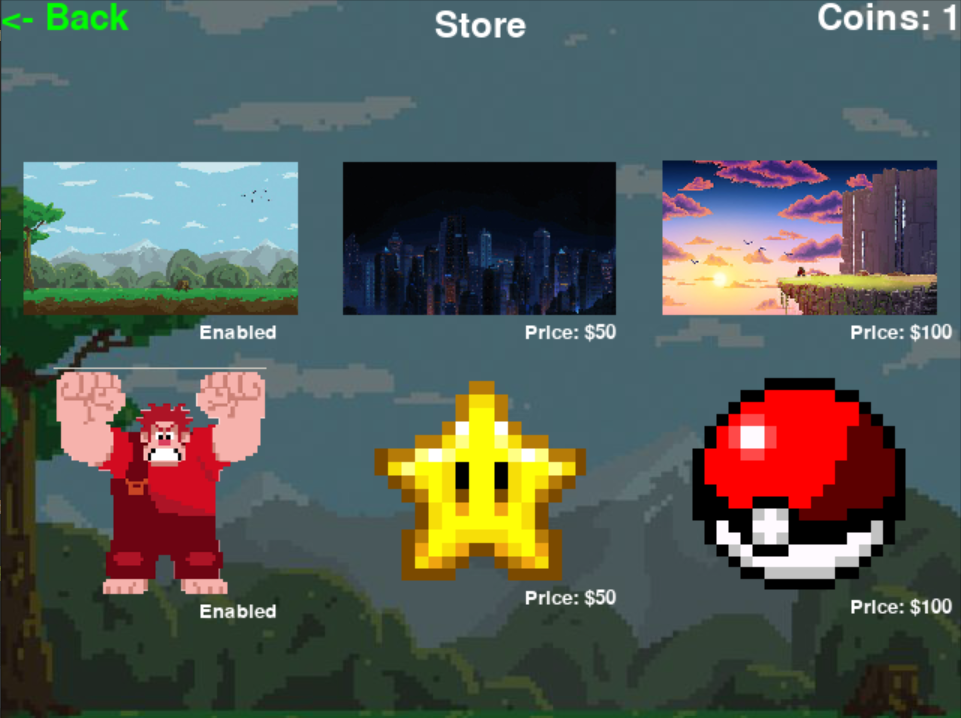 <- Back
Store
Coins: 1
Enabled
Price: $50
Price: $100
Enabled
Price: $50
Price: $100